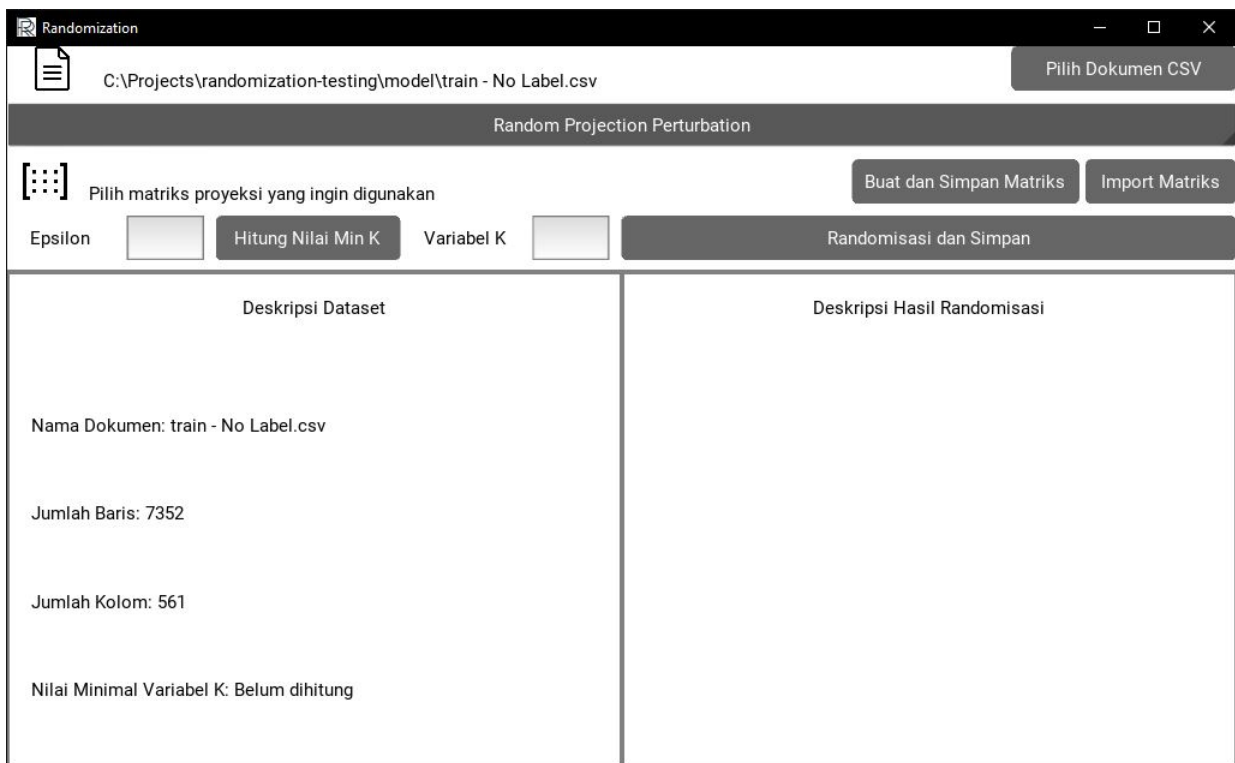 Randomization
C:\Projects\randomization-testing\model\train - No Label.csv
Pilih Dokumen CSV
Random Projection Perturbation
Pilih matriks proyeksi yang ingin digunakan
Buat dan Simpan Matriks
Import Matriks
Epsilon
Hitung Nilai Min K
Variabel K
Randomisasi dan Simpan
Deskripsi Dataset
Deskripsi Hasil Randomisasi
Nama Dokumen: train - No Label.csv
Jumlah Baris: 7352
Jumlah Kolom: 561
Nilai Minimal Variabel K: Belum dihitung